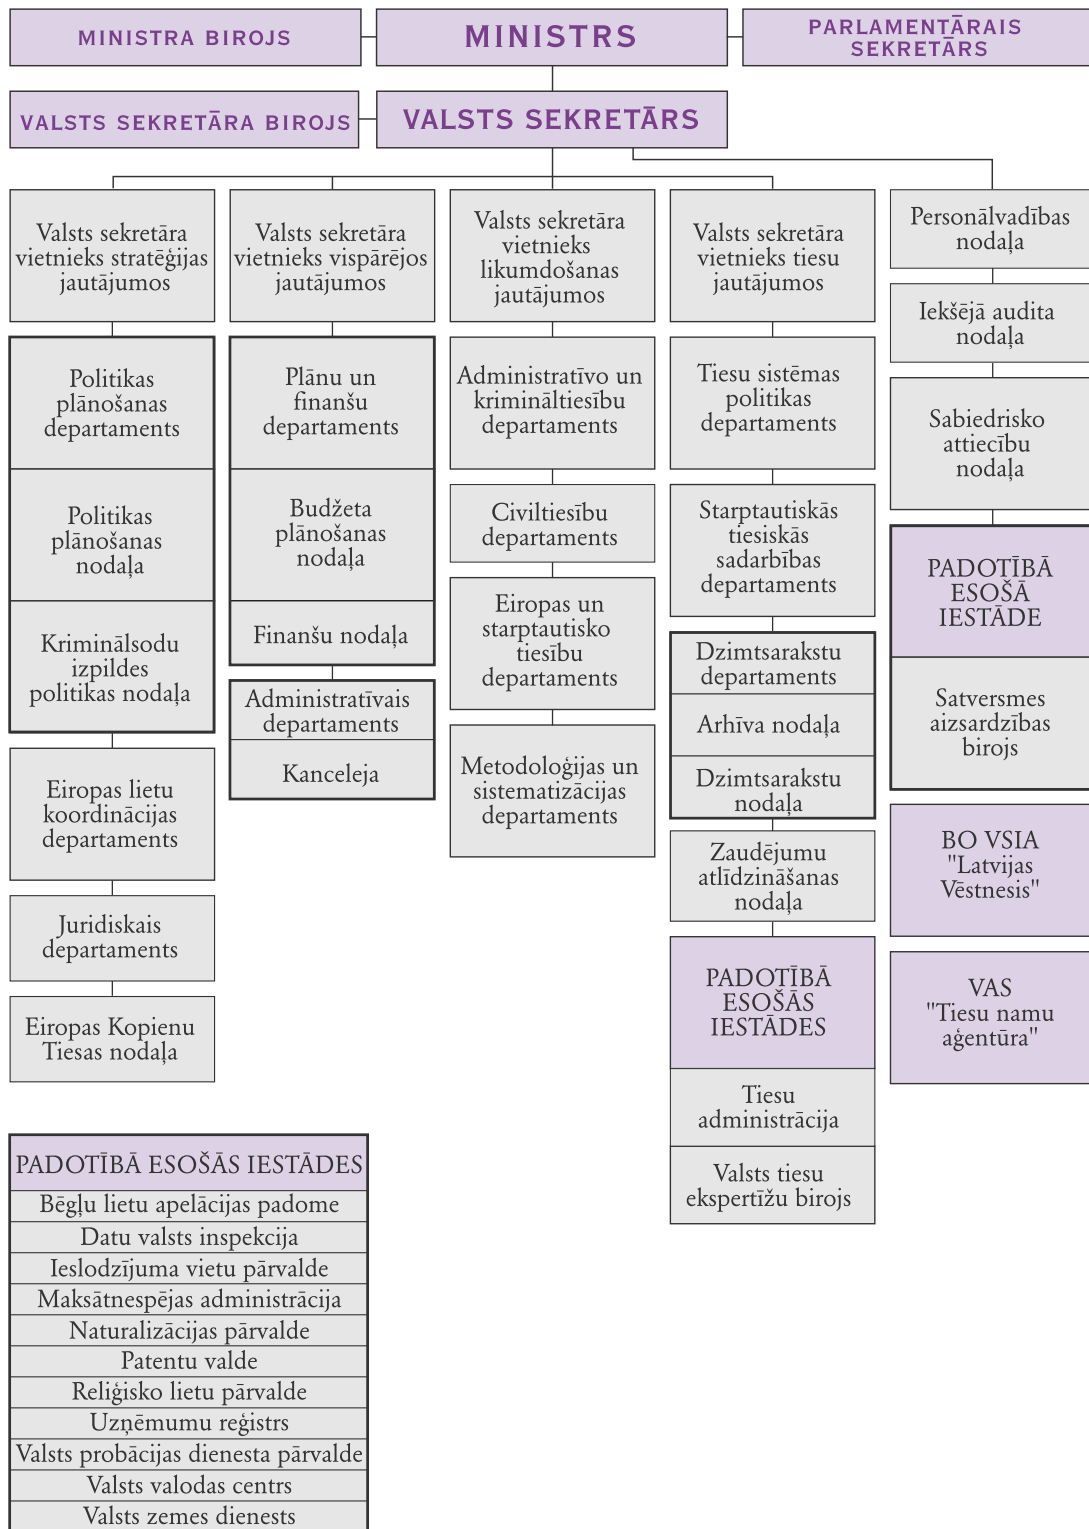 MINISTRA BIROJS
MINISTRS
PARLAMENTĀRAIS
SEKRETĀRS
VALSTS SEKRETĀRA BIROJS
VALSTS SEKRETĀRS
Valsts sekretāra
vietnieks stratēģijas
jautājumos
Politikas
plānošanas
departaments
Politikas
plānošanas
nodaļa
Kriminālsodu
izpildes
politikas nodaļa
Eiropas lietu
koordinācijas
departaments
Juridiskais
departaments
Eiropas Kopienu
Tiesas nodaļa
Valsts sekretāra
vietnieks vispārējos
jautājumos
Plānu un
finanšu
departaments
Budžeta
plānošanas
nodaļa
Finanšu nodaļa
Administratīvais
departaments
Kanceleja
Valsts sekretāra
vietnieks
likumdošanas
jautājumos
Administratīvo un
krimināltiesību
departaments
Civiltiesību
departaments
Eiropas un
starptautisko
tiesību
departaments
Metodoloģijas un
sistematizācijas
departaments
Valsts sekretāra
vietnieks tiesu
jautājumos
Tiesu sistēmas
politikas
departaments
Starptautiskās
tiesiskās
sadarbības
departaments
Dzimtsarakstu
departaments
Arhīva nodaļa
Dzimtsarakstu
nodaļa
Zaudējumu
atlīdzināšanas
nodaļa
PADOTĪBĀ
ESOŠĀS
IESTĀDES
Tiesu
administrācija
Valsts tiesu
ekspertīžu birojs
Personālvadības
nodaļa
Iekšējā audita
nodaļa
Sabiedrisko
attiecību
nodaļa
PADOTĪBĀ
ESOŠĀ
IESTĀDE
Satversmes
aizsardzības
birojs
BO VSIA
"Latvijas
Vēstnesis"
VAS
"Tiesu namu
aģentūra"
PADOTĪBĀ ESOŠĀS IESTĀDES
Bēgļu lietu apelācijas padome
Datu valsts inspekcija
Ieslodzījuma vietu pārvalde
Maksātnespējas administrācija
Naturalizācijas pārvalde
Patentu valde
Reliģisko lietu pārvalde
Uzņēmumu reģistrs
Valsts probācijas dienesta pārvalde
Valsts valodas centrs
Valsts zemes dienests